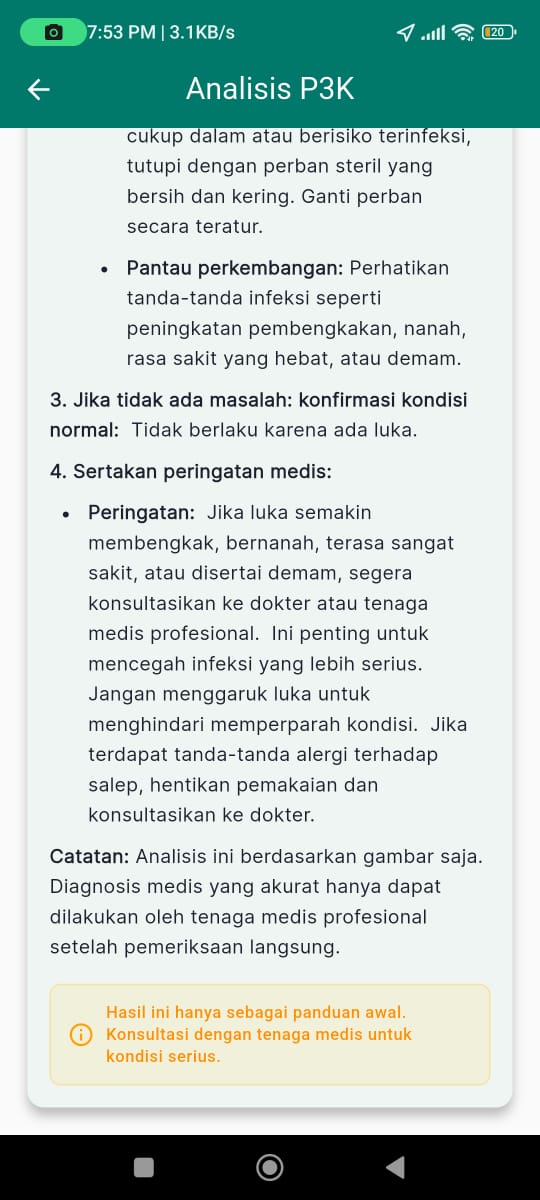 7:53 PM | 3.1KB/s
20
Analisis P3K
cukup dalam atau berisiko terinfeksi,
tutupi dengan perban steril yang
bersih dan kering. Ganti perban
secara teratur.
• Pantau perkembangan: Perhatikan
tanda-tanda infeksi seperti
peningkatan pembengkakan, nanah,
rasa sakit yang hebat, atau demam.
3. Jika tidak ada masalah: konfirmasi kondisi
normal: Tidak berlaku karena ada luka.
4. Sertakan peringatan medis:
• Peringatan: Jika luka semakin
membengkak, bernanah, terasa sangat
sakit, atau disertai demam, segera
konsultasikan ke dokter atau tenaga
medis profesional. Ini penting untuk
mencegah infeksi yang lebih serius.
Jangan menggaruk luka untuk
menghindari memperparah kondisi. Jika
terdapat tanda-tanda alergi terhadap
salep, hentikan pemakaian dan
konsultasikan ke dokter.
Catatan: Analisis ini berdasarkan gambar saja.
Diagnosis medis yang akurat hanya dapat
dilakukan oleh tenaga medis profesional
setelah pemeriksaan langsung.
Hasil ini hanya sebagai panduan awal.
Konsultasi dengan tenaga medis untuk
kondisi serius.